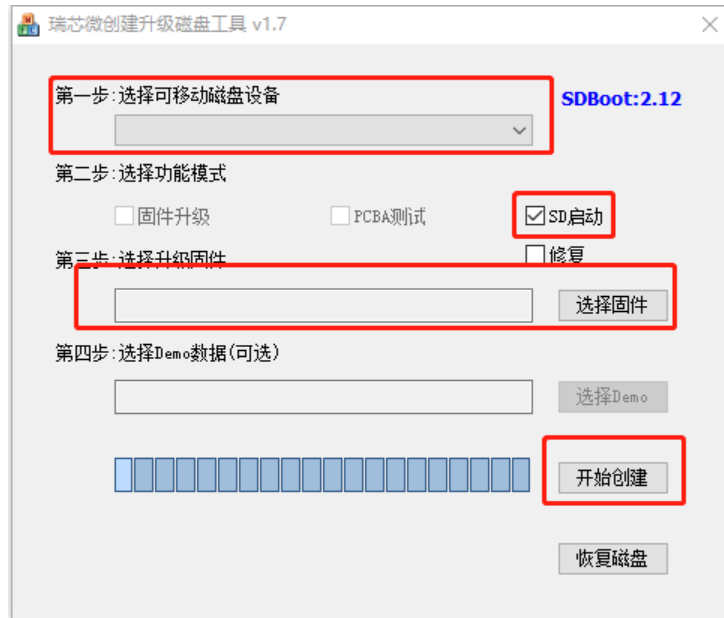 瑞芯微创建升级磁盘工具 v1.7
第一步:选择可移动磁盘设备
SDBoot:2.12
第二步:选择功能模式
固件升级 PCBA测试 SD启动
修复
第三步:选择升级固件
选择固件
第四步:选择Demo数据(可选)
选择Demo
开始创建
恢复磁盘